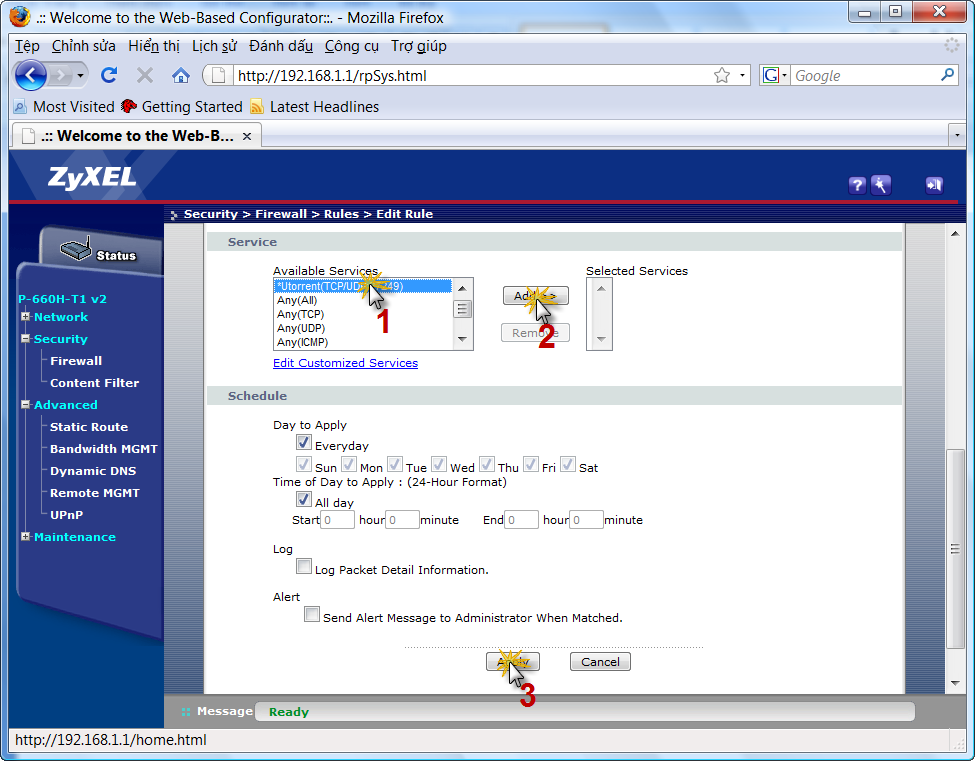 .:: Welcome to the Web-Based Configurator::. - Mozilla Firefox
Tệp Chỉnh sửa Hiển thị Lịch sử Đánh dấu Công cụ Trợ giúp
http://192.168.1.1/rpSys.html
Google
Most Visited Getting Started Latest Headlines
.:: Welcome to the Web-B...
ZyXEL
Security > Firewall > Rules > Edit Rule
Status
P-660H-T1 v2
Network
Security
Firewall
Content Filter
Advanced
Static Route
Bandwidth MGMT
Dynamic DNS
Remote MGMT
UPnP
Maintenance
Service
Available Services
Selected Services
*Utorrent(TCP/UD
Any(All)
Any(TCP)
Any(UDP)
Any(ICMP)
1
2
Edit Customized Services
Schedule
Day to Apply
Everyday
Sun Mon Tue Wed Thu Fri Sat
Time of Day to Apply : (24-Hour Format)
All day
Start 0 hour 0 minute End 0 hour 0 minute
Log
Log Packet Detail Information.
Alert
Send Alert Message to Administrator When Matched.
Apply Cancel
3
Message Ready
http://192.168.1.1/home.html